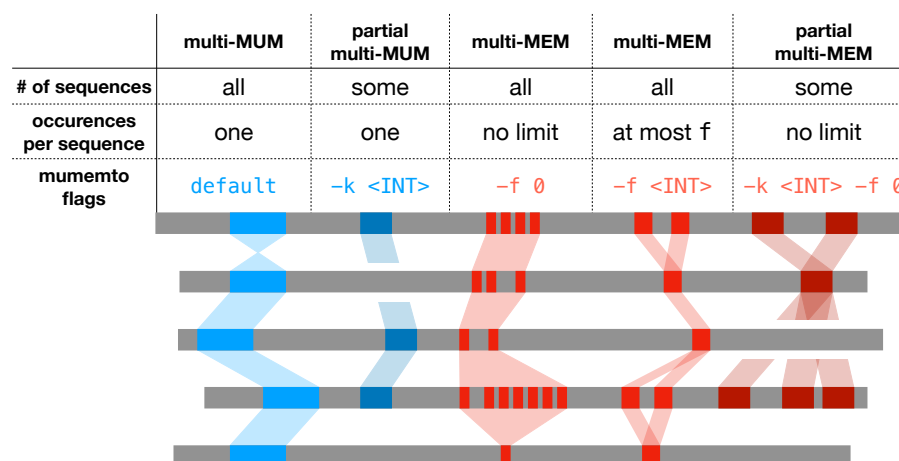 multi-MUM
partial
multi-MUM
multi-MEM
multi-MEM
partial
multi-MEM
# of sequences
all
some
all
all
some
occurences
per sequence
one
one
no limit
at most f
no limit
mumemto
flags
default
-k <INT>
-f 0
-f <INT>
-k <INT> -f 0